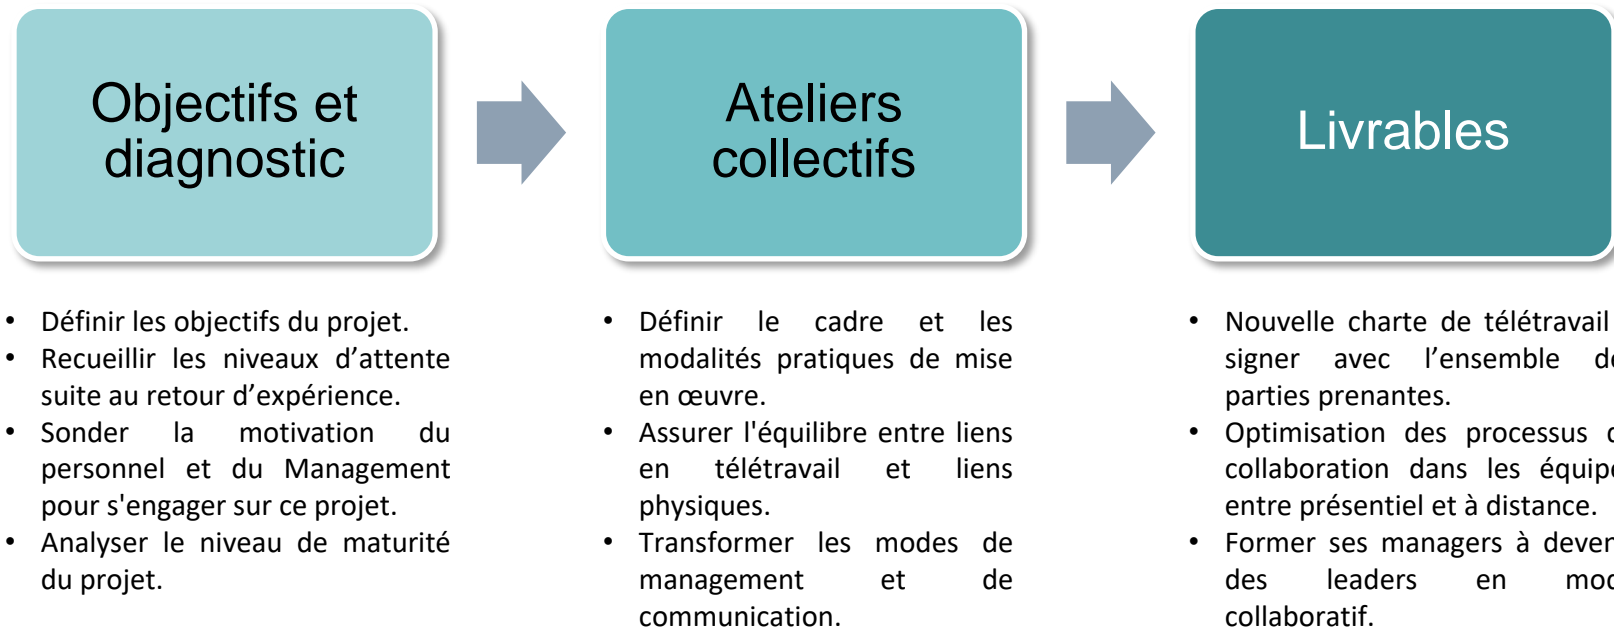 Objectifs et
diagnostic
Ateliers
collectifs
Livrables
• Définir les objectifs du projet.
• Recueillir les niveaux d’attente
suite au retour d’expérience.
• Sonder la motivation du
personnel et du Management
pour s'engager sur ce projet.
• Analyser le niveau de maturité
du projet.
• Définir le cadre et les
modalités pratiques de mise
en œuvre.
• Assurer l'équilibre entre liens
en télétravail et liens
physiques.
• Transformer les modes de
management et de
communication.
• Nouvelle charte de télétravail
signer avec l’ensemble
parties prenantes.
• Optimisation des processus
collaboration dans les
entre présentiel et à distance.
• Former ses managers à
des leaders en
collaboratif.